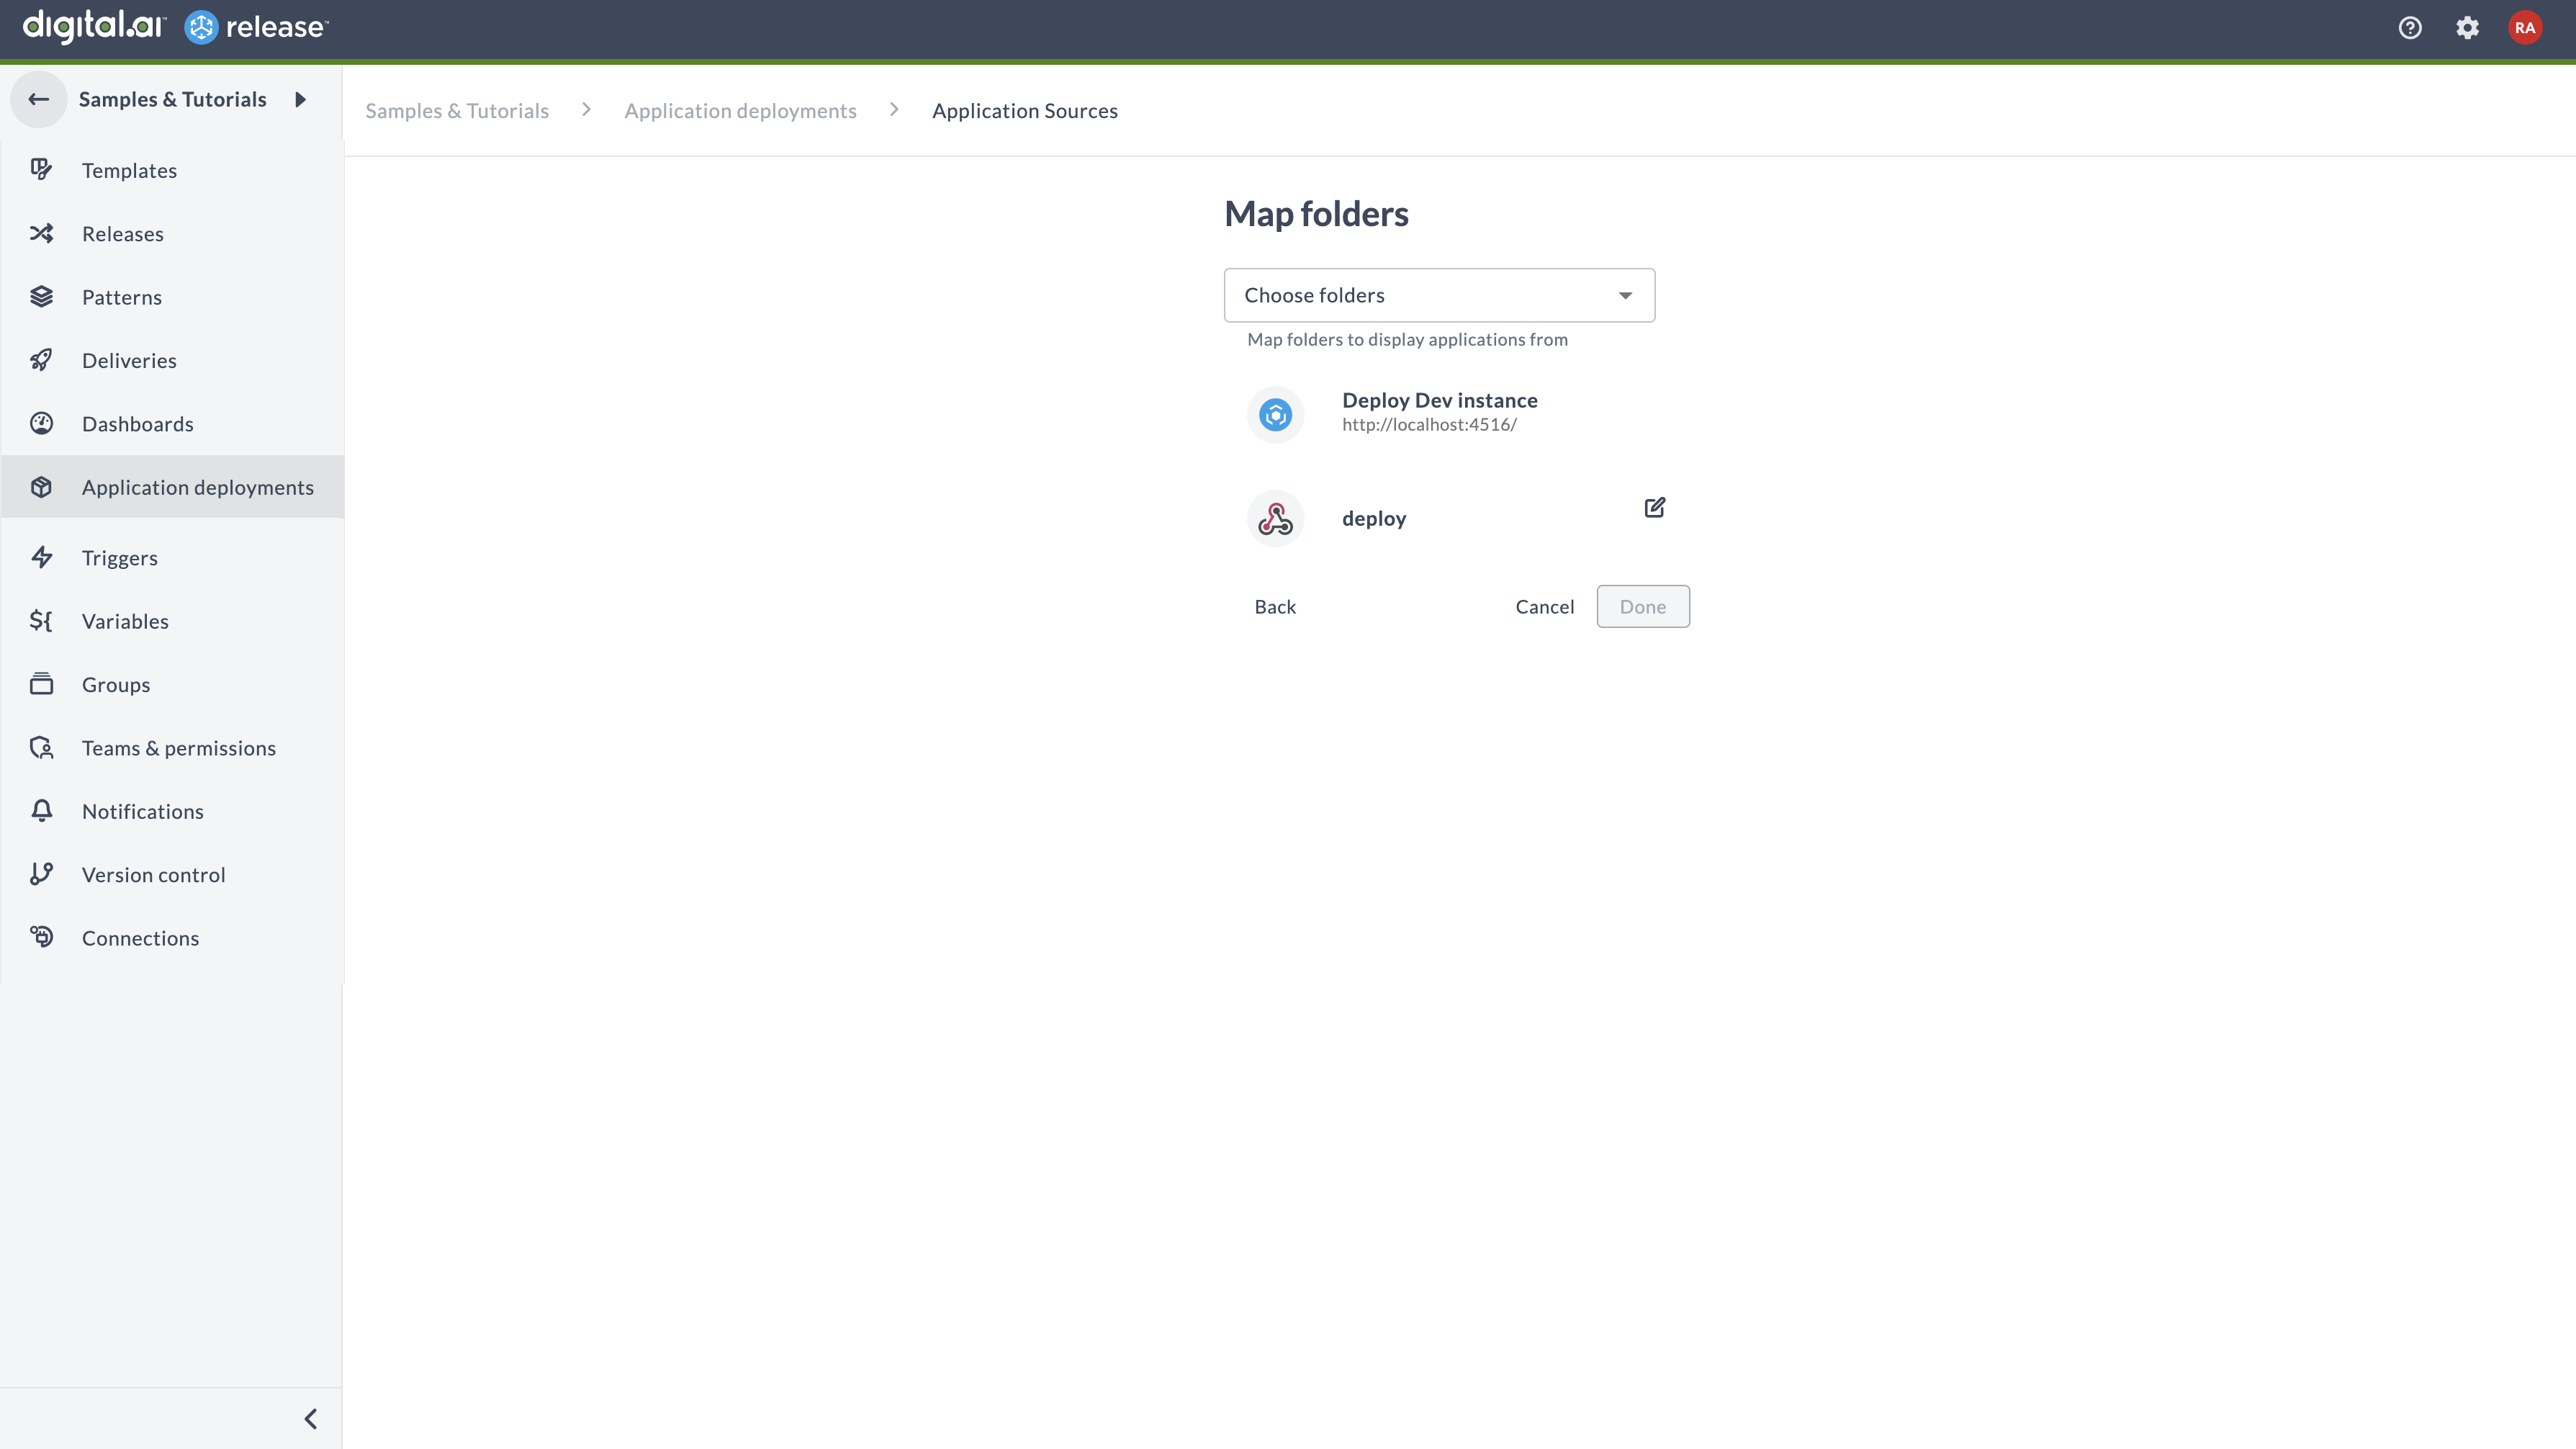 digital.ai™ release™
RA
Samples & Tutorials
Templates
Releases
Patterns
Deliveries
Dashboards
Application deployments
Triggers
Variables
Groups
Teams & permissions
Notifications
Version control
Connections
Samples & Tutorials > Application deployments > Application Sources
Map folders
Choose folders
Map folders to display applications from
Deploy Dev instance
http://localhost:4516/
deploy
Back Cancel Done